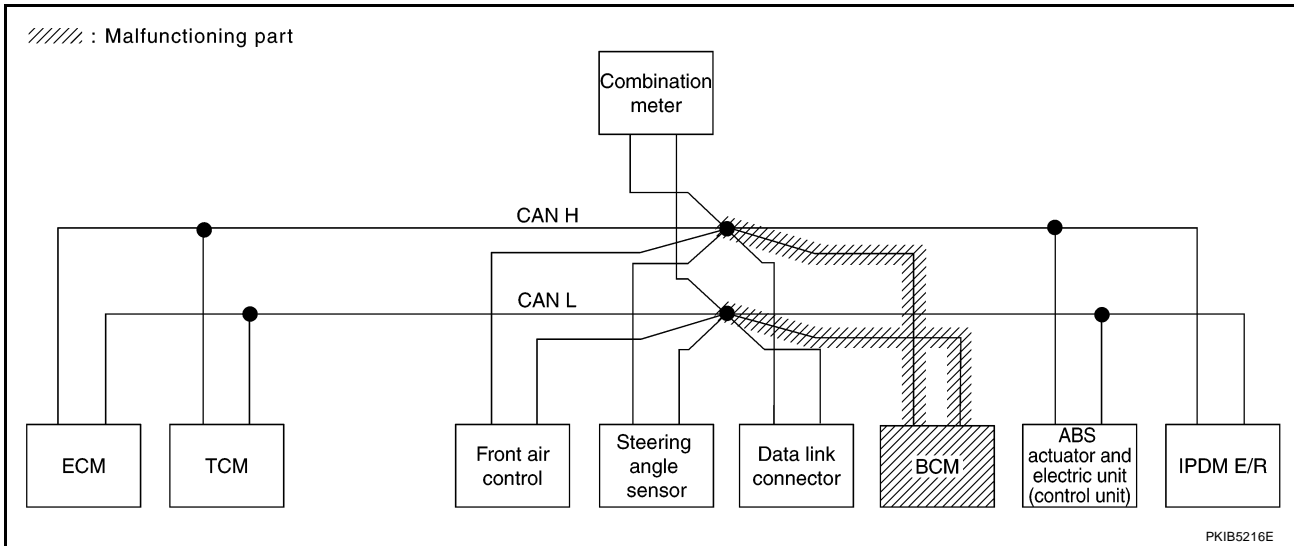 : Malfunctioning part
Combination
meter
CAN H
CAN L
ECM
TCM
Front air
control
Steering
angle
sensor
Data link
connector
BCM
ABS
actuator and
electric unit
(control unit)
IPDM E/R
PKIB5216E